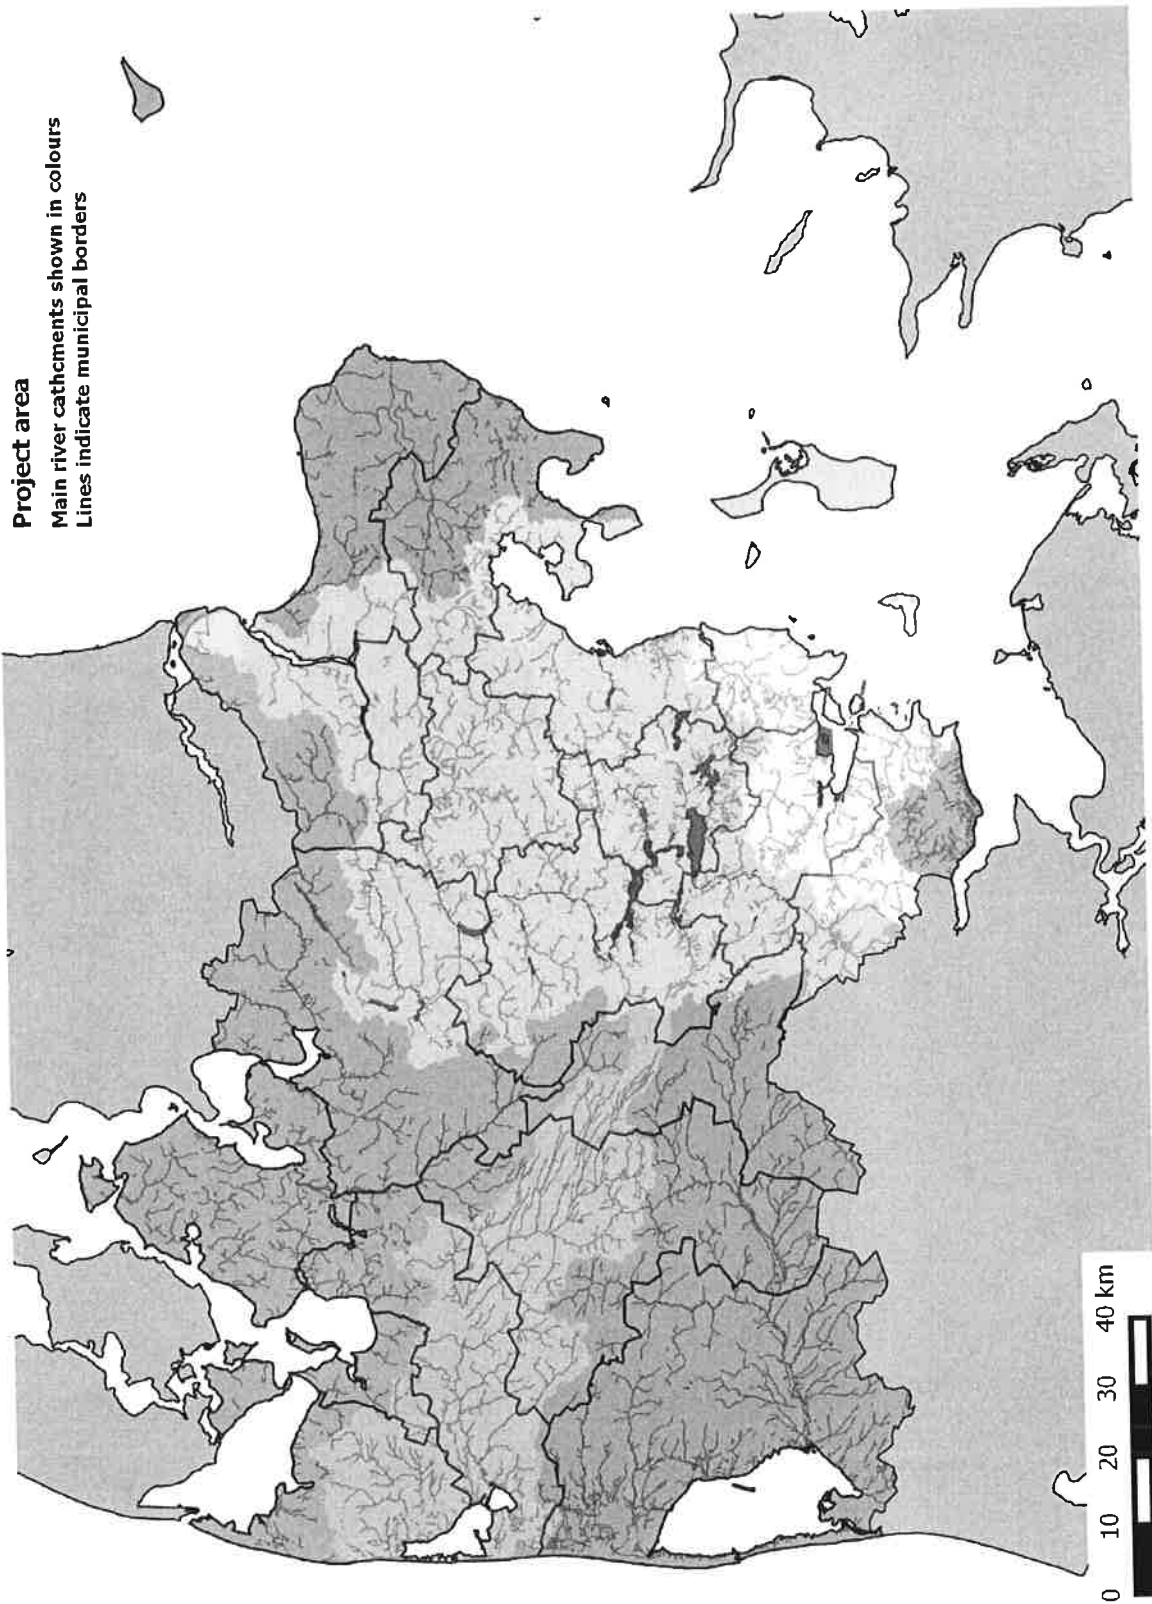 Project area
Main river cathcments shown in colours
Lines indicate municipal borders
0 10 20 30 40 km